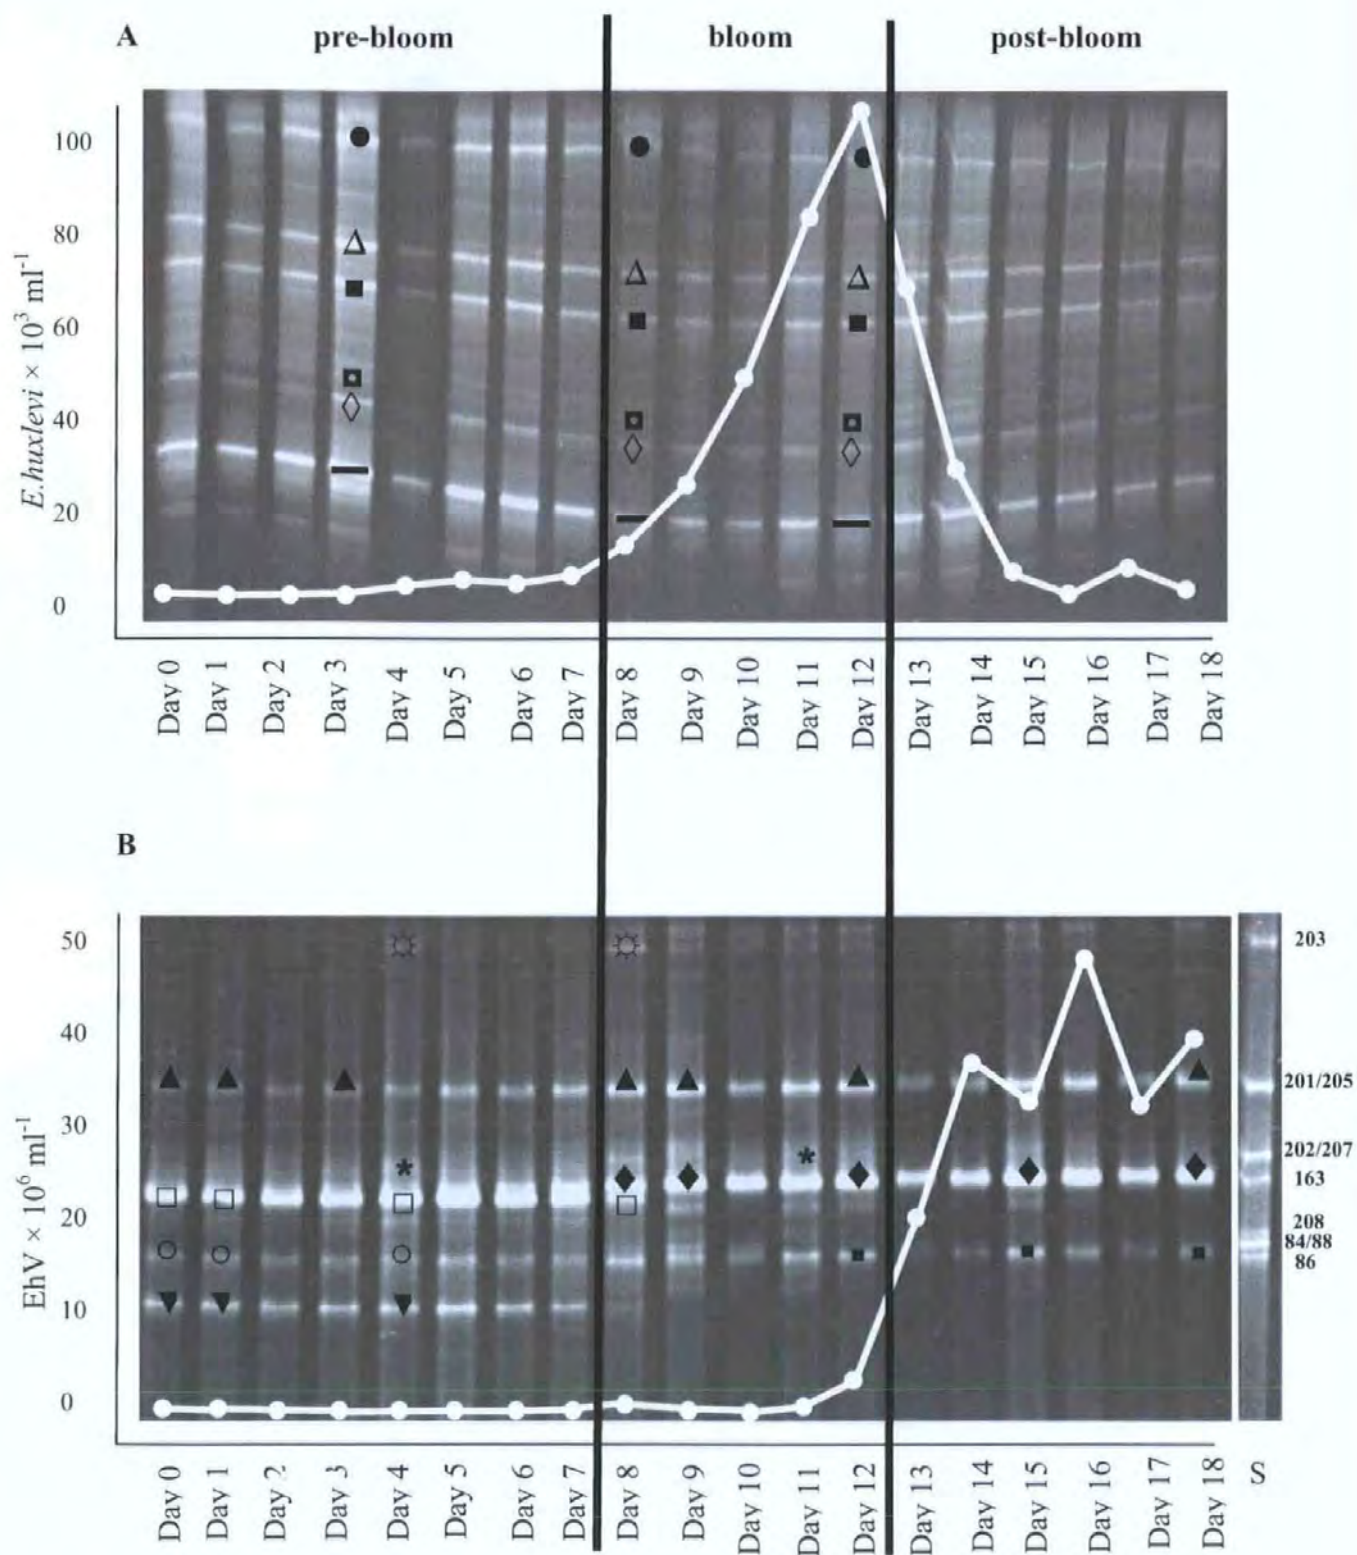 A
pre-bloom bloom post-bloom
E.huxlevi × 10³ ml⁻¹
100
80
60
40
20
0
Day 0 Day 1 Day 2 Day 3 Day 4 Day 5 Day 6 Day 7 Day 8 Day 9 Day 10 Day 11 Day 12 Day 13 Day 14 Day 15 Day 16 Day 17 Day 18
B
EhV × 10⁶ ml⁻¹
50
40
30
20
10
0
203
201/205
202/207
163
208
84/88
86
Day 0 Day 1 Day 2 Day 3 Day 4 Day 5 Day 6 Day 7 Day 8 Day 9 Day 10 Day 11 Day 12 Day 13 Day 14 Day 15 Day 16 Day 17 Day 18 S